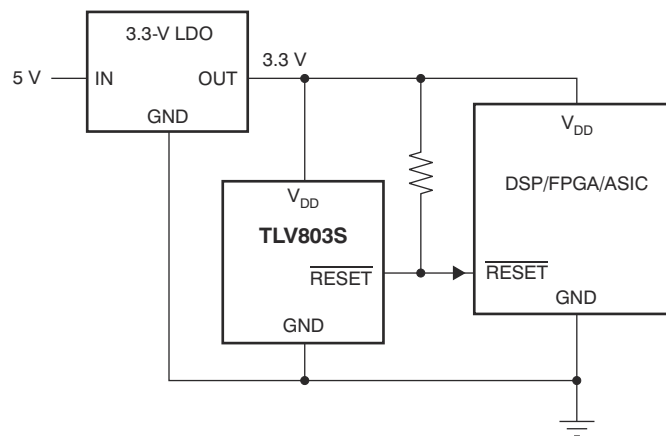 3.3-V LDO
5 V
IN
OUT
3.3 V
GND
V_DD
DSP/FPGA/ASIC
V_DD
TLV803S
RESET
RESET
GND
GND